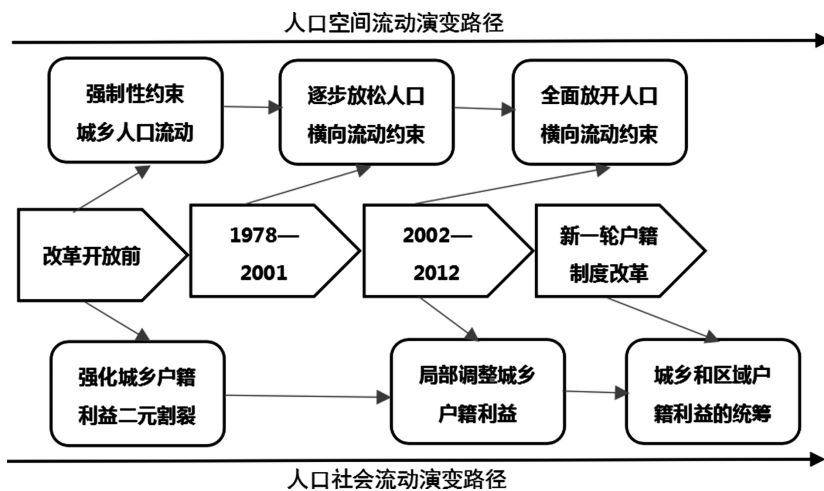 人口空间流动演变路径
强制性约束
城乡人口流动
逐步放松人口
横向流动约束
全面放开人口
横向流动约束
改革开放前
1978—
2001
2002—
2012
新一轮户籍
制度改革
强化城乡户籍
利益二元割裂
局部调整城乡
户籍利益
城乡和区域户
籍利益的统筹
人口社会流动演变路径